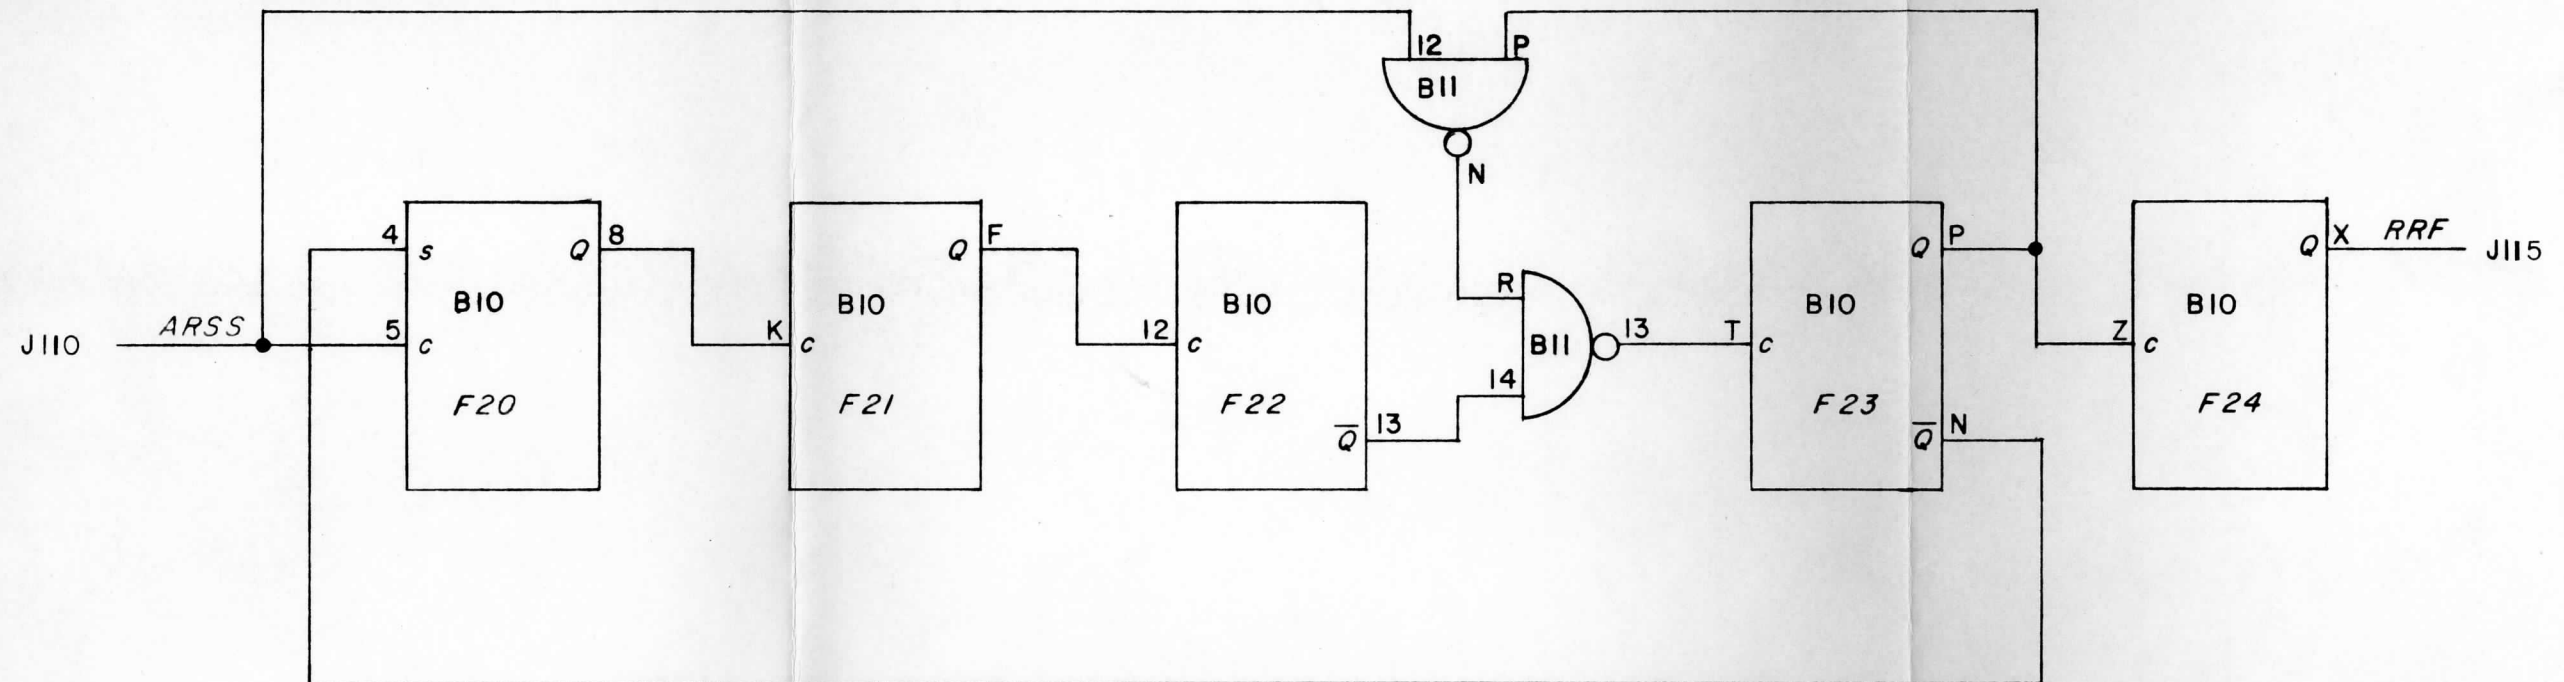 12 P
B11
N
4 s Q 8
B10
5 c
F20
F Q
K c
B10
F21
12 c
B10
F22
Q̅ 13
R
14
B11
13
T c
Q P
B10
F23
Q̅ N
Z c
B10
F24
Q X RRF J115
J110 ARSS